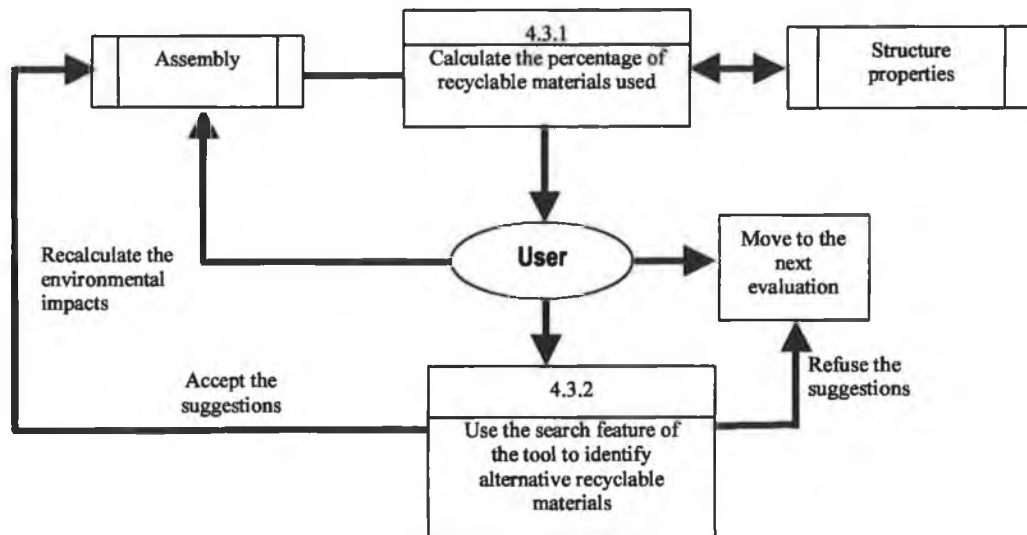 Assembly
4.3.1
Calculate the percentage of
recyclable materials used
Structure
properties
Recalculate the
environmental
impacts
User
Move to the
next
evaluation
Accept the
suggestions
Refuse the
suggestions
4.3.2
Use the search feature of
the tool to identify
alternative recyclable
materials